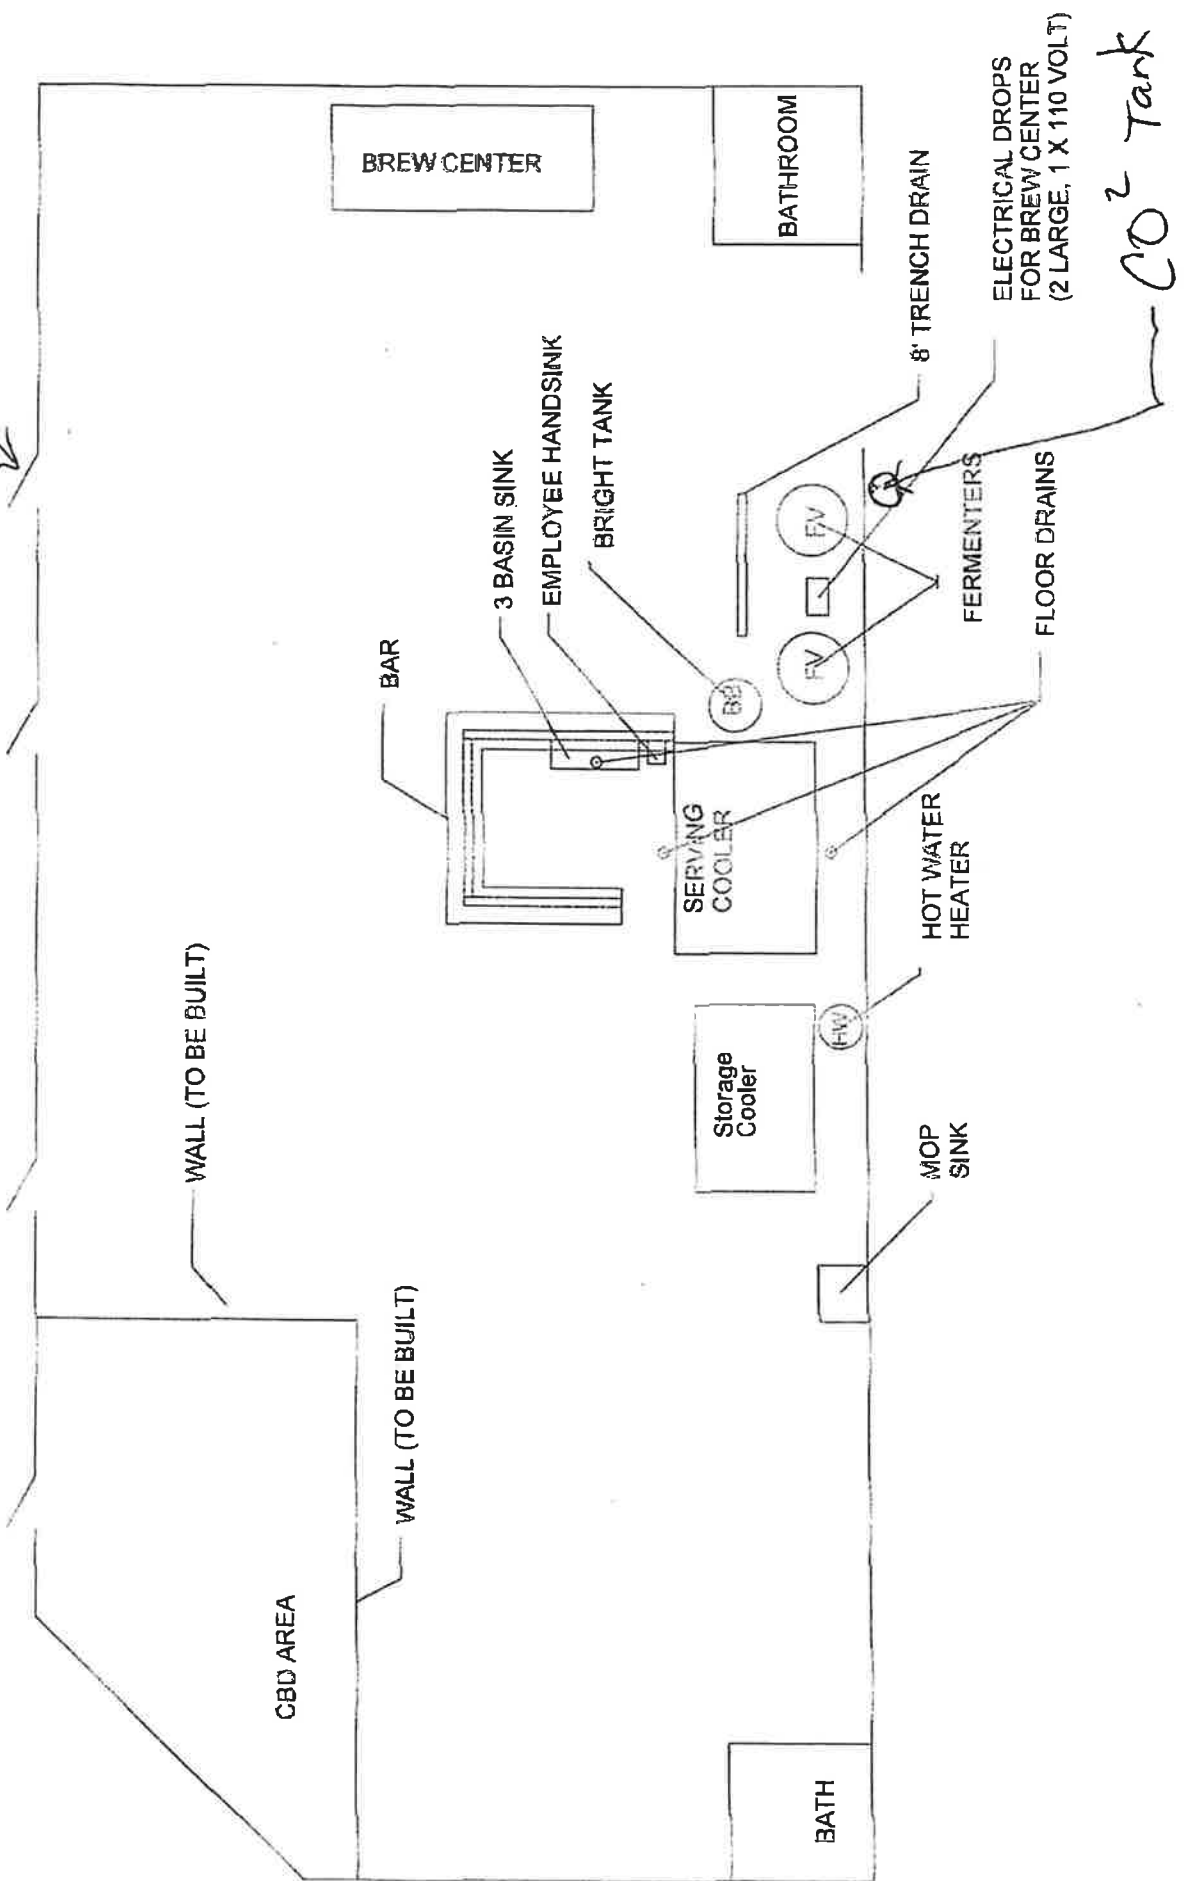 WALL (TO BE BUILT)
CBD AREA
WALL (TO BE BUILT)
BATH
BAR
3 BASIN SINK
EMPLOYEE HANDSINK
BRIGHT TANK
BREW CENTER
BATHROOM
SERVING
COOLER
Storage
Cooler
BB
FV
FV
HW
8' TRENCH DRAIN
ELECTRICAL DROPS
FOR BREW CENTER
(2 LARGE, 1 X 110 VOLT)
CO² Tank
FERMENTERS
FLOOR DRAINS
HOT WATER
HEATER
MOP
SINK